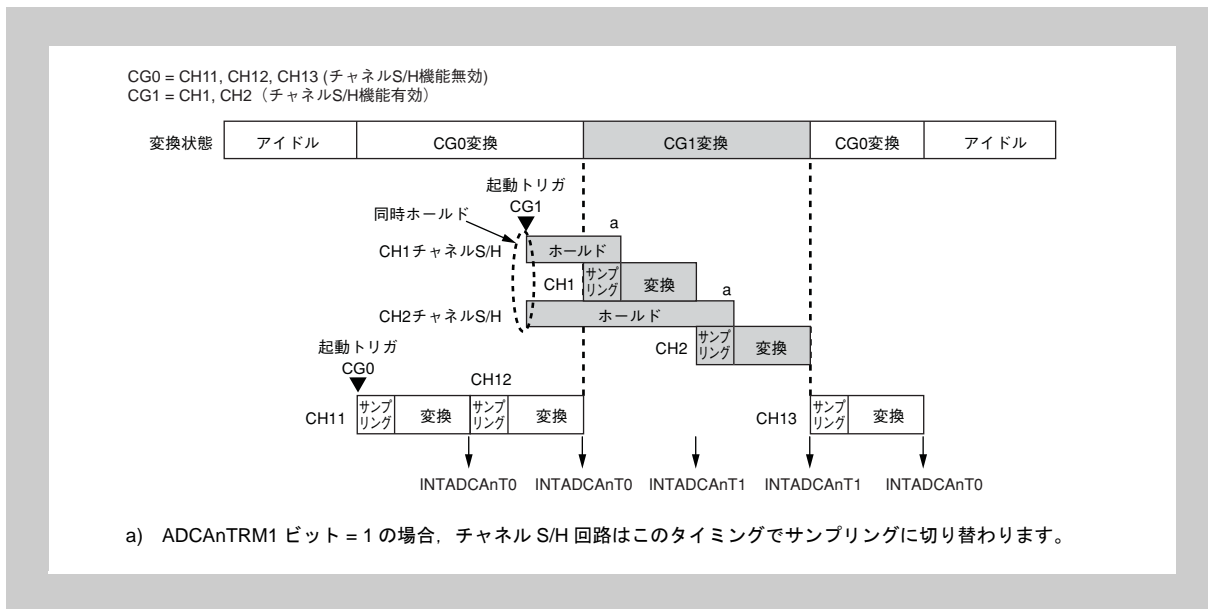 CG0 = CH11, CH12, CH13 (チャネルS/H機能無効)
CG1 = CH1, CH2（チャネルS/H機能有効）
変換状態 アイドル CG0変換 CG1変換 CG0変換 アイドル
起動トリガ
CG1
同時ホールド
a
CH1チャネルS/H ホールド
CH1 サンプリング 変換
a
CH2チャネルS/H ホールド
CH2 サンプリング 変換
起動トリガ
CG0
CH12
CH11 サンプリング 変換 サンプリング 変換 CH13 サンプリング 変換
INTADCAnT0 INTADCAnT0 INTADCAnT1 INTADCAnT1 INTADCAnT0
a) ADCAnTRM1 ビット = 1 の場合，チャネル S/H 回路はこのタイミングでサンプリングに切り替わります。